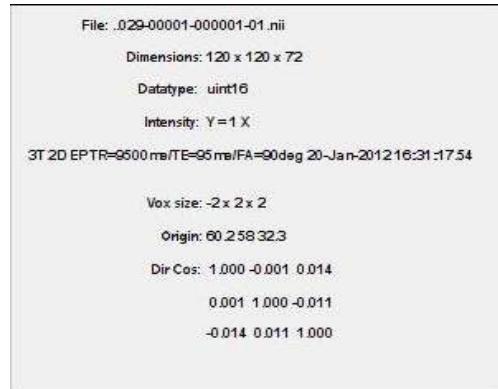 File: ..029-00001-000001-01 .nii
Dimensions: 120 x 120 x 72
Datatype: uint16
Intensity: Y = 1 X
3T 2D EPTR=9500ms/TE=95ms/FA=90deg 20-Jan-2012 16:31:17.54
Vox size: -2 x 2 x 2
Origin: 60.2 58 32.3
Dir Cos: 1.000 -0.001 0.014
0.001 1.000 -0.011
-0.014 0.011 1.000